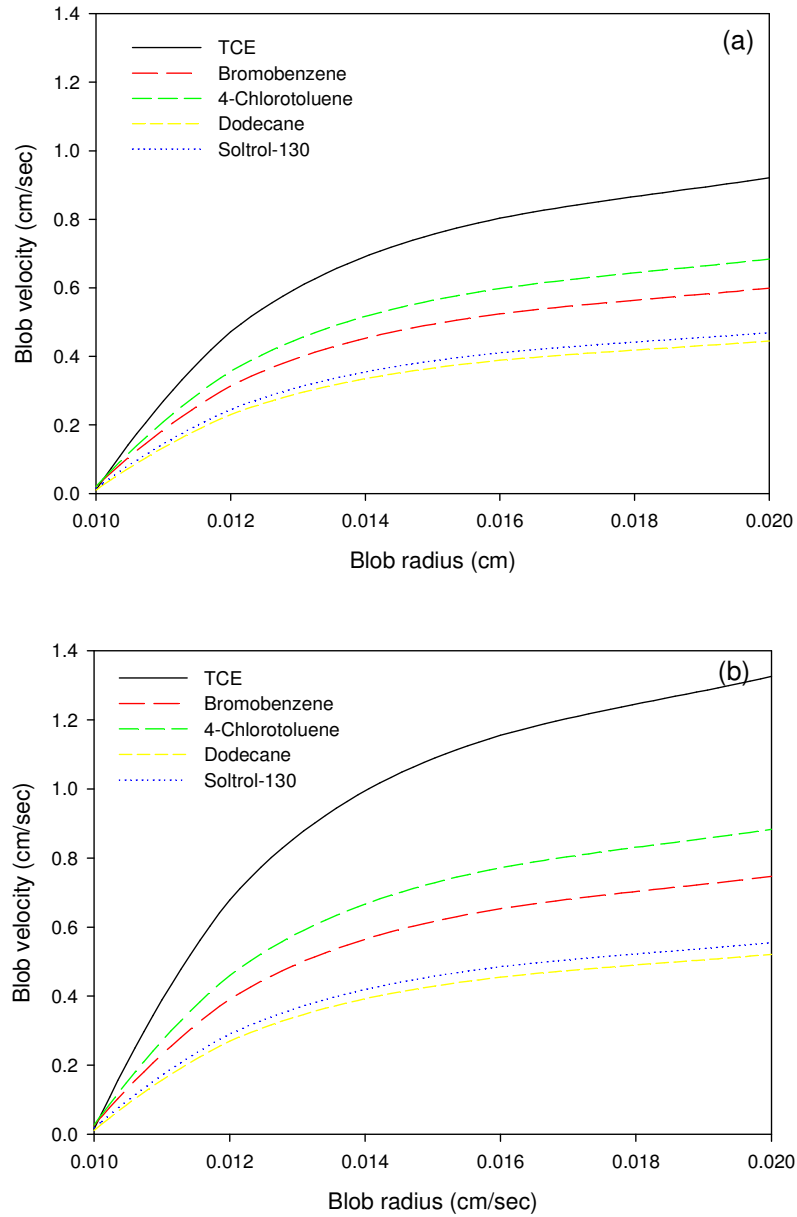 1.4
(a)
TCE
Bromobenzene
4-Chlorotoluene
Dodecane
Soltrol-130
1.2
1.0
0.8
0.6
0.4
0.2
0.0
Blob velocity (cm/sec)
0.010 0.012 0.014 0.016 0.018 0.020
Blob radius (cm)
1.4
(b)
TCE
Bromobenzene
4-Chlorotoluene
Dodecane
Soltrol-130
1.2
1.0
0.8
0.6
0.4
0.2
0.0
Blob velocity (cm/sec)
0.010 0.012 0.014 0.016 0.018 0.020
Blob radius (cm/sec)